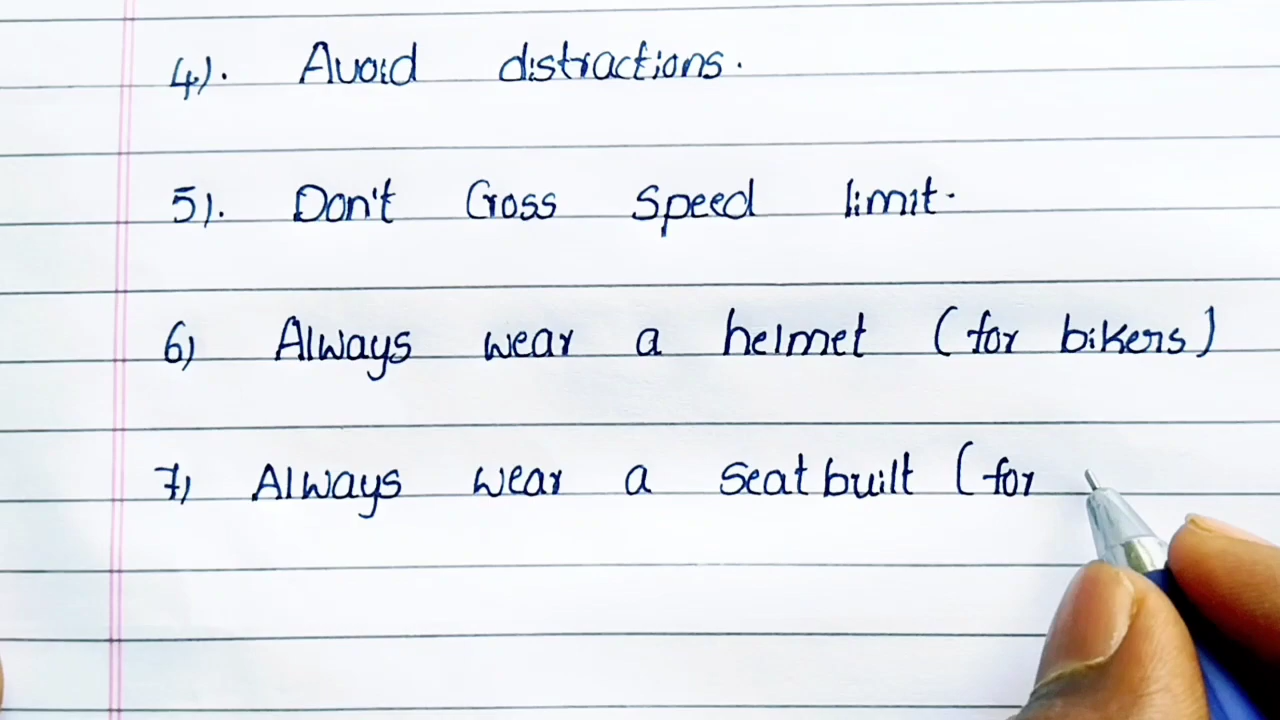 4). Avoid distractions.
5). Don't Cross Speed limit.
6) Always wear a helmet (for bikers)
7) Always wear a seat built (for